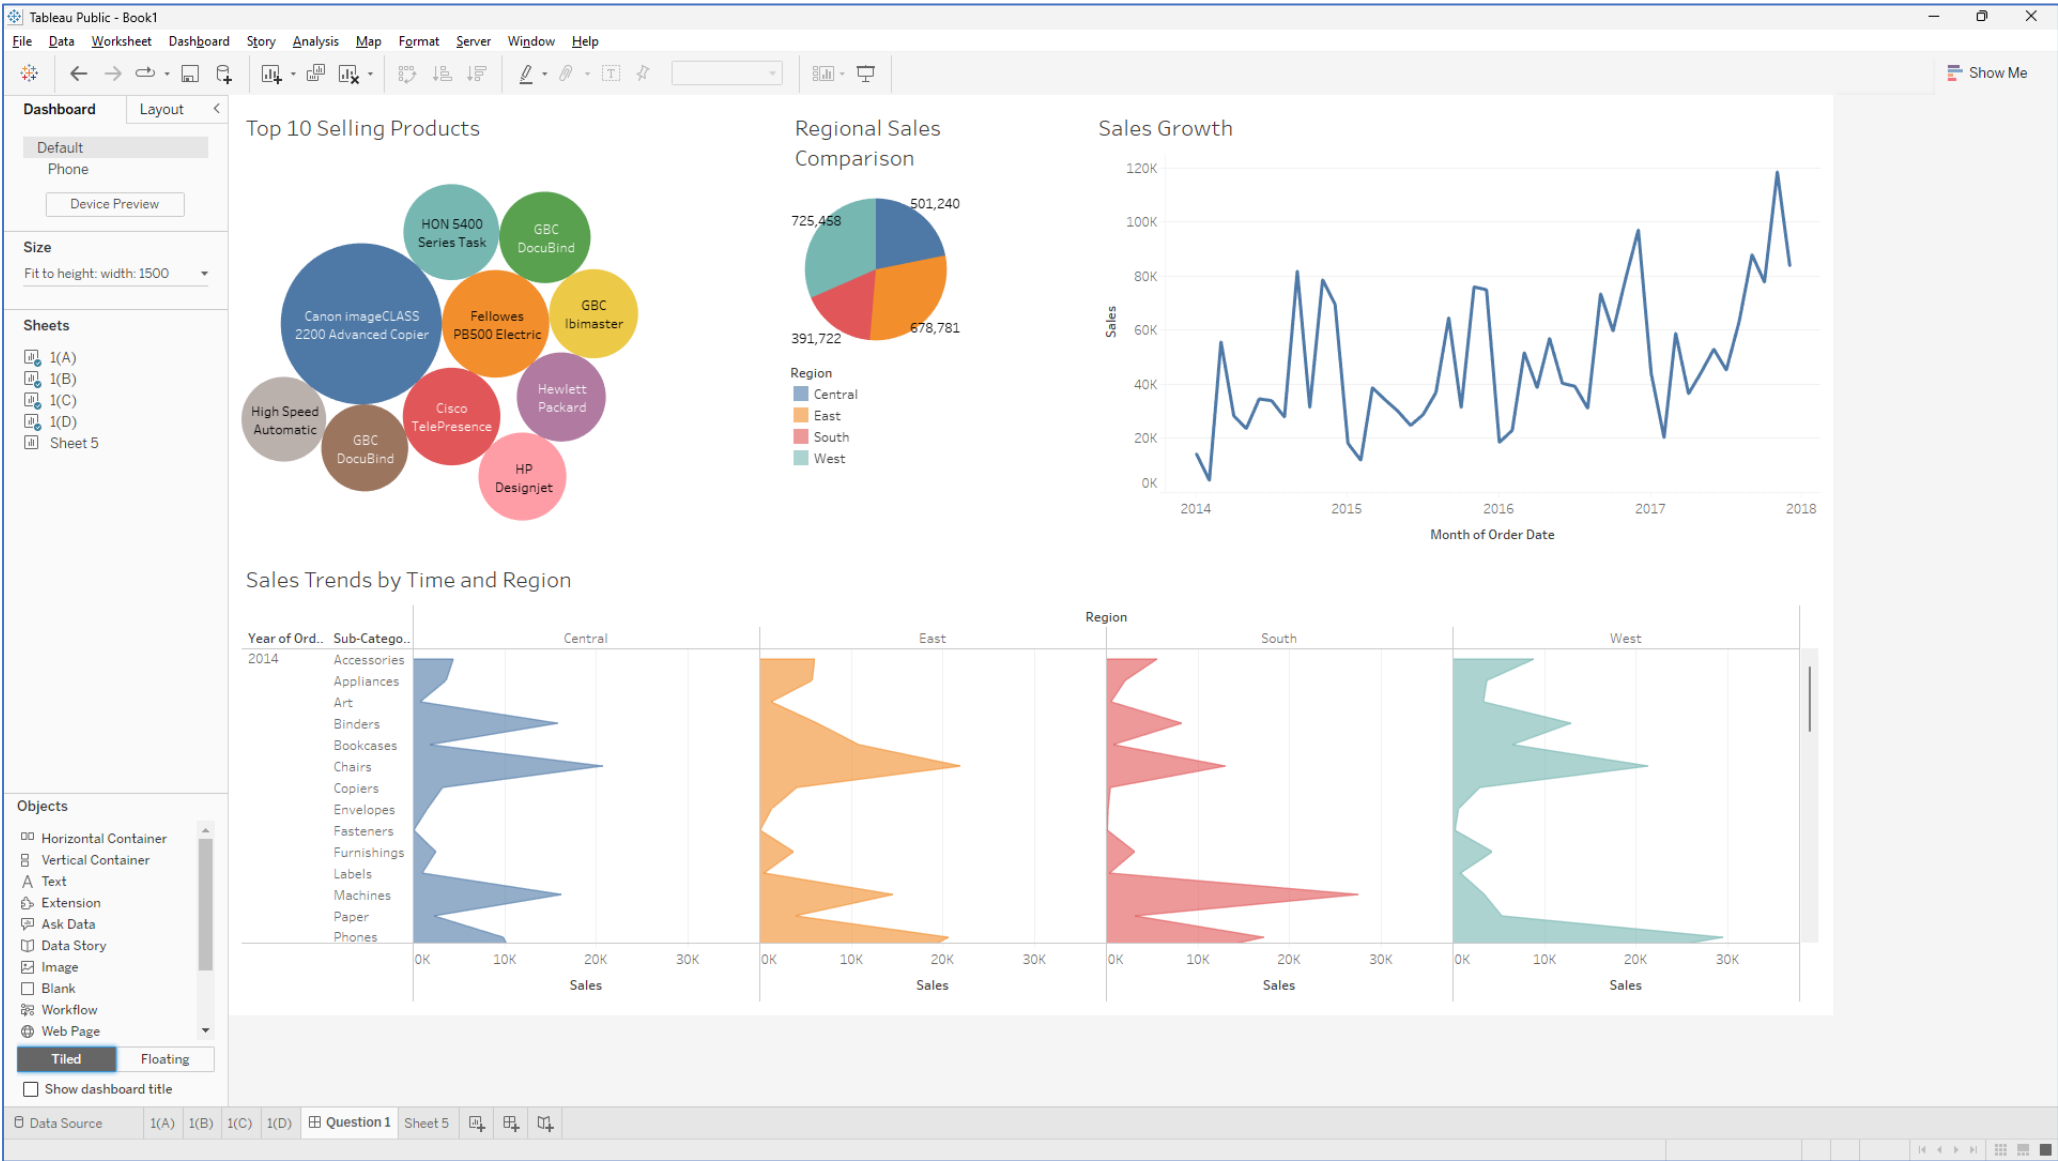 Tableau Public - Book1
File Data Worksheet Dashboard Story Analysis Map Format Server Window Help
Show Me
Dashboard Layout
Default
Phone
Device Preview
Size
Fit to height: width: 1500
Sheets
1(A)
1(B)
1(C)
1(D)
Sheet 5
Objects
Horizontal Container
Vertical Container
A Text
Extension
Ask Data
Data Story
Image
Blank
Workflow
Web Page
Tiled Floating
Show dashboard title
Top 10 Selling Products
HON 5400
Series Task
GBC
DocuBind
Canon imageCLASS
2200 Advanced Copier
Fellowes
PB500 Electric
GBC
Ibimaster
Hewlett
Packard
High Speed
Automatic
Cisco
TelePresence
GBC
DocuBind
HP
Designjet
Regional Sales
Comparison
725,458
501,240
391,722
678,781
Region
Central
East
South
West
Sales Growth
120K
100K
80K
60K
40K
20K
0K
Sales
2014 2015 2016 2017 2018
Month of Order Date
Sales Trends by Time and Region
Region
Year of Ord.. Sub-Catego.. Central East South West
2014 Accessories
Appliances
Art
Binders
Bookcases
Chairs
Copiers
Envelopes
Fasteners
Furnishings
Labels
Machines
Paper
Phones
0K 10K 20K 30K 0K 10K 20K 30K 0K 10K 20K 30K 0K 10K 20K 30K
Sales Sales Sales Sales
Data Source 1(A) 1(B) 1(C) 1(D) Question 1 Sheet 5